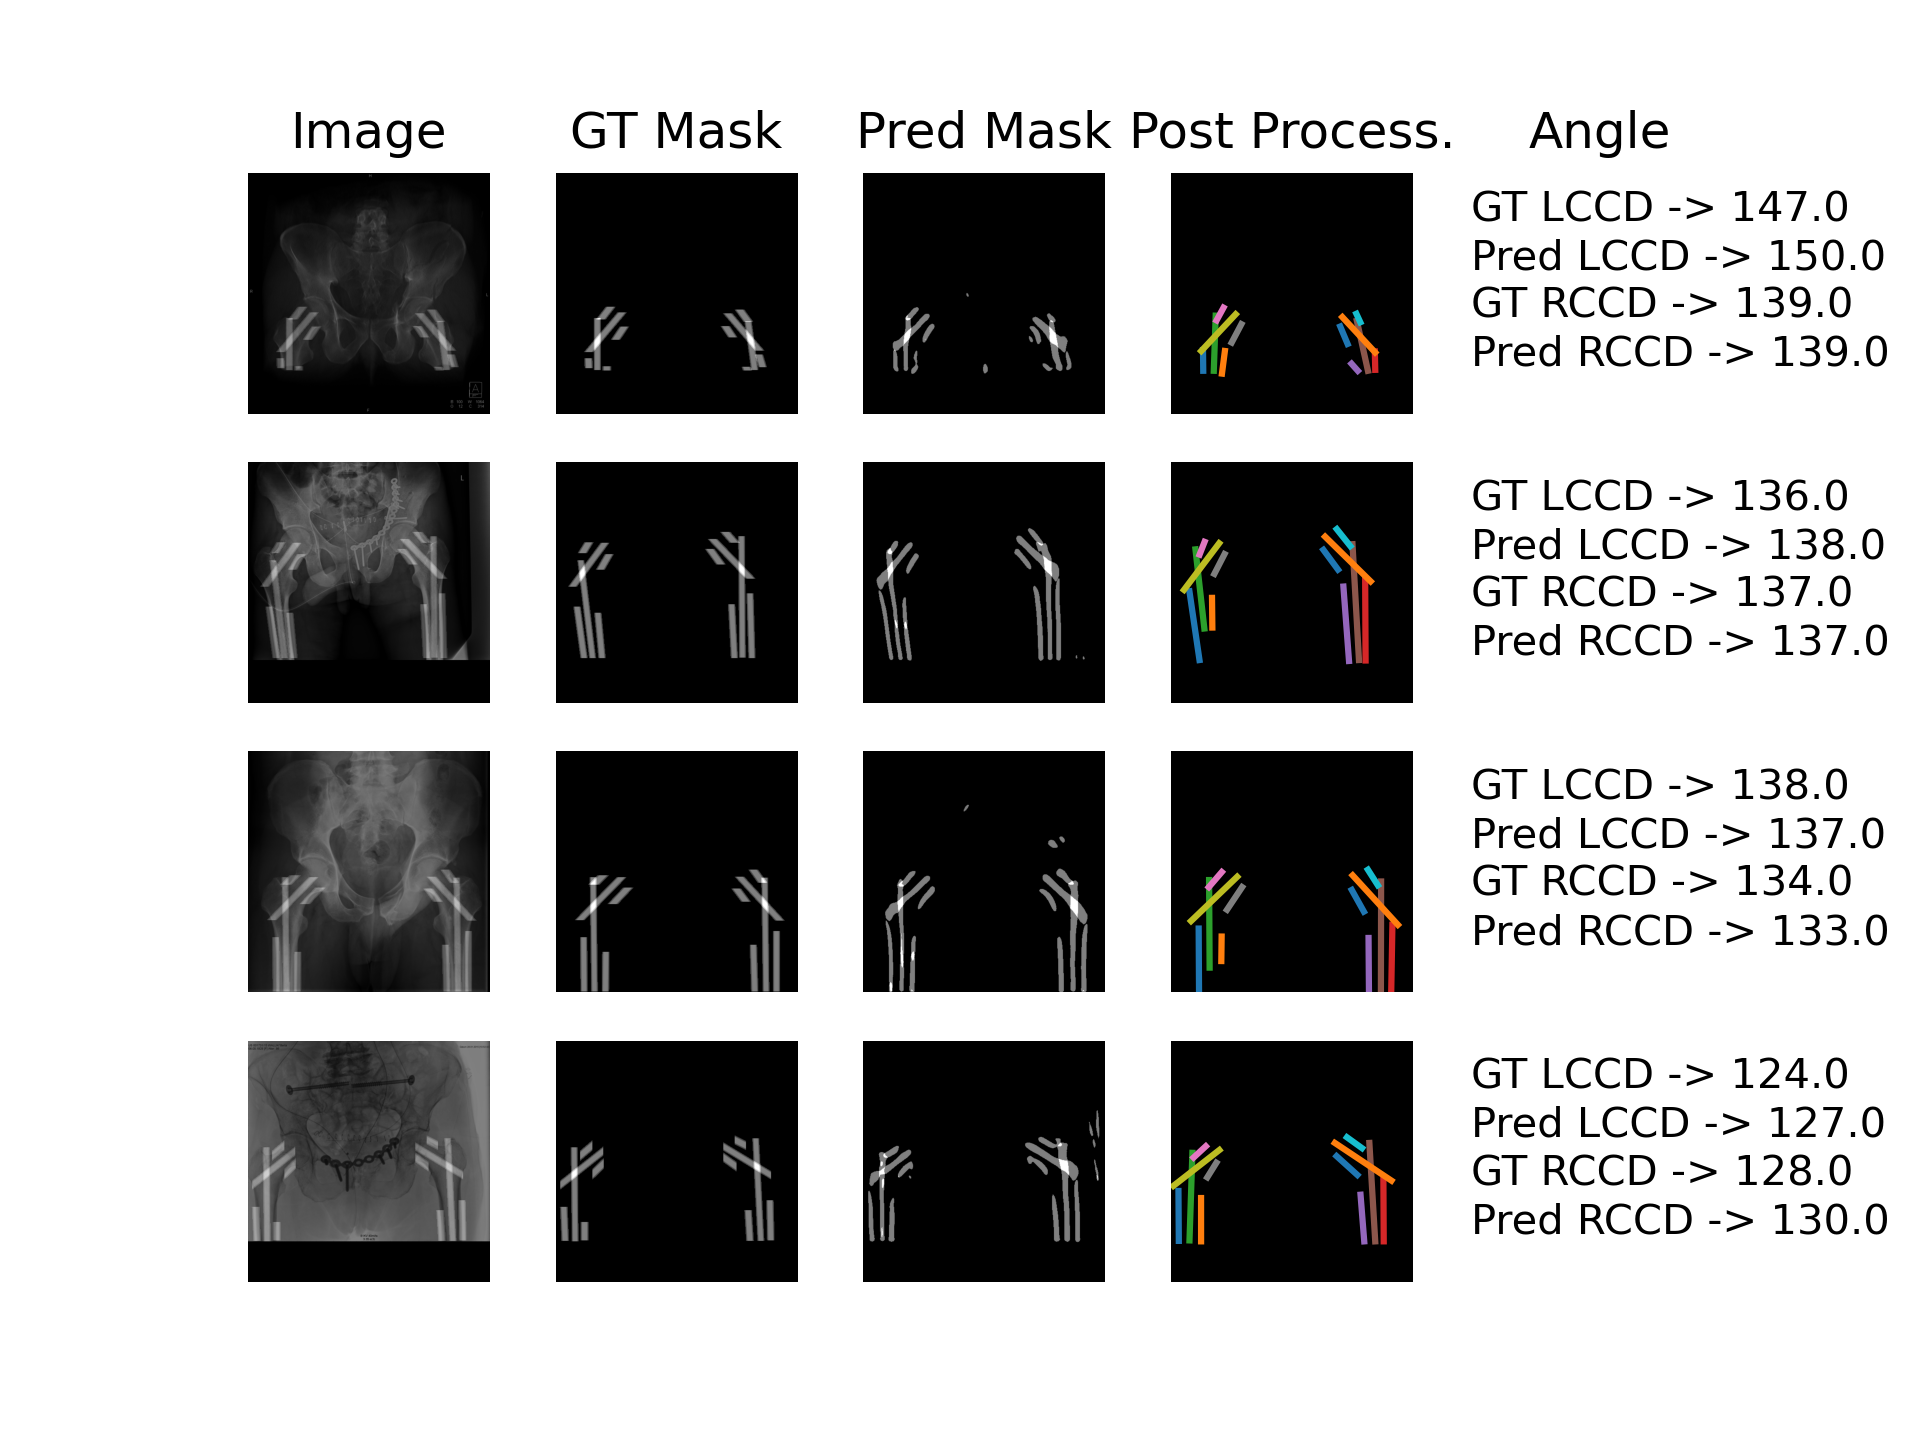 Image GT Mask Pred Mask Post Process. Angle
GT LCCD -> 147.0
Pred LCCD -> 150.0
GT RCCD -> 139.0
Pred RCCD -> 139.0
GT LCCD -> 136.0
Pred LCCD -> 138.0
GT RCCD -> 137.0
Pred RCCD -> 137.0
GT LCCD -> 138.0
Pred LCCD -> 137.0
GT RCCD -> 134.0
Pred RCCD -> 133.0
GT LCCD -> 124.0
Pred LCCD -> 127.0
GT RCCD -> 128.0
Pred RCCD -> 130.0